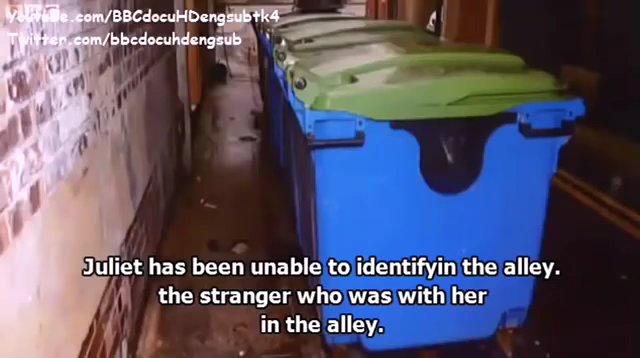 YouTube.com/BBCdocuHDengsubtk4
Twitter.com/bbcdocuhdengsub
Juliet has been unable to identifyin the alley.
the stranger who was with her
in the alley.